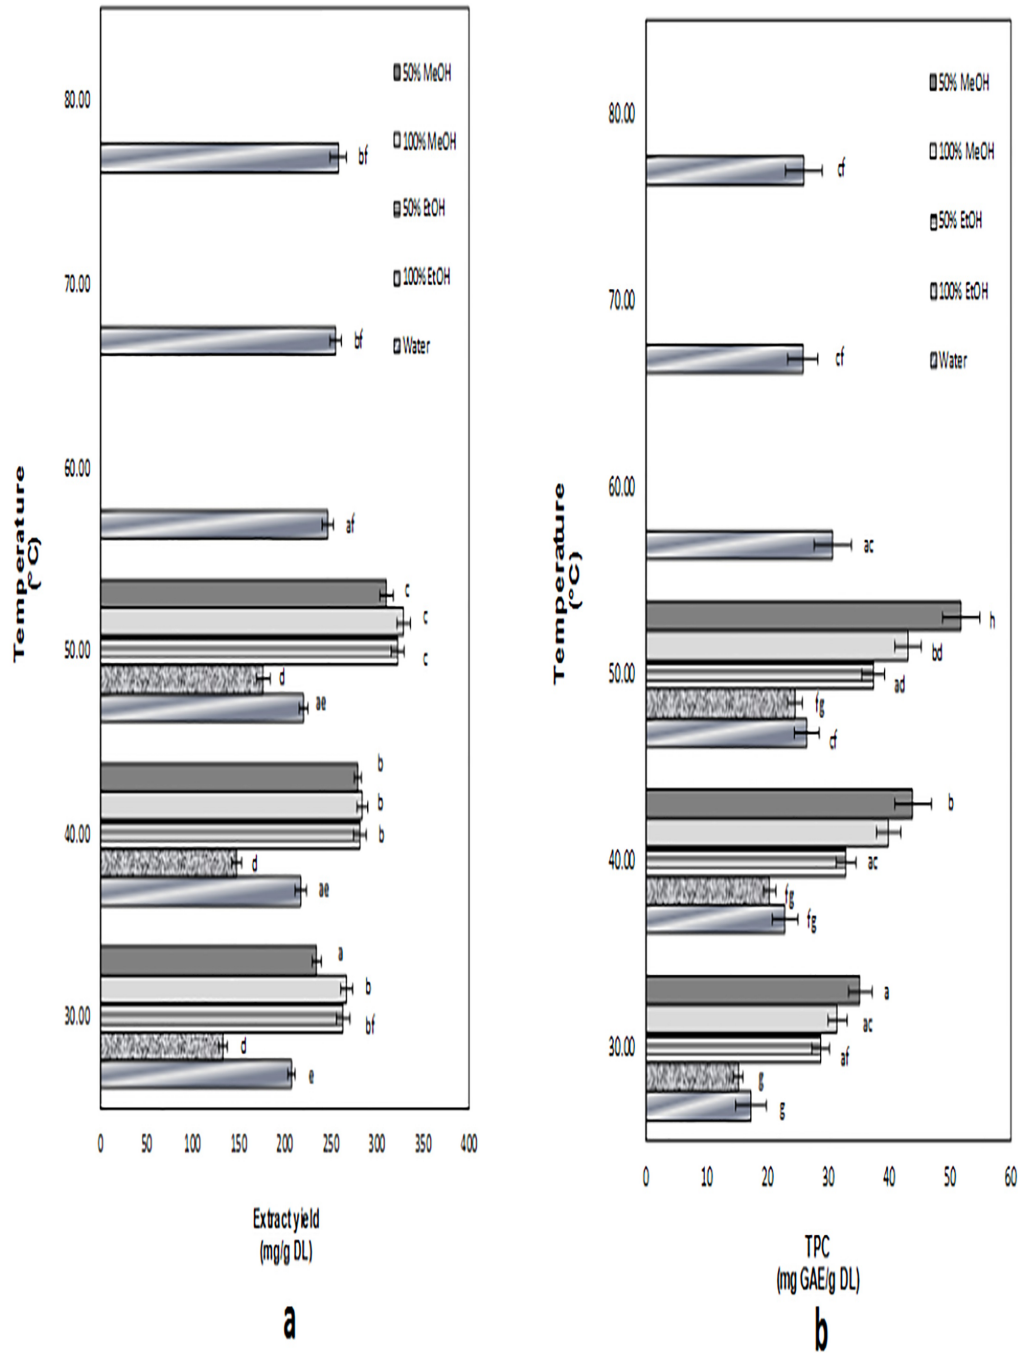 80.00
70.00
60.00
50.00
40.00
30.00
Temperature
(°C)
50% MeOH
100% MeOH
50% EtOH
100% EtOH
Water
bf
bf
af
c
c
c
d
ae
b
b
b
d
ae
a
b
bf
d
e
0 50 100 150 200 250 300 350 400
Extract yield
(mg/g DL)
a
80.00
70.00
60.00
50.00
40.00
30.00
Temperature
(°C)
50% MeOH
100% MeOH
50% EtOH
100% EtOH
Water
cf
cf
ac
h
bd
ad
fg
cf
b
ac
fg
fg
a
ac
af
g
g
0 10 20 30 40 50 60
TPC
(mg GAE/g DL)
b